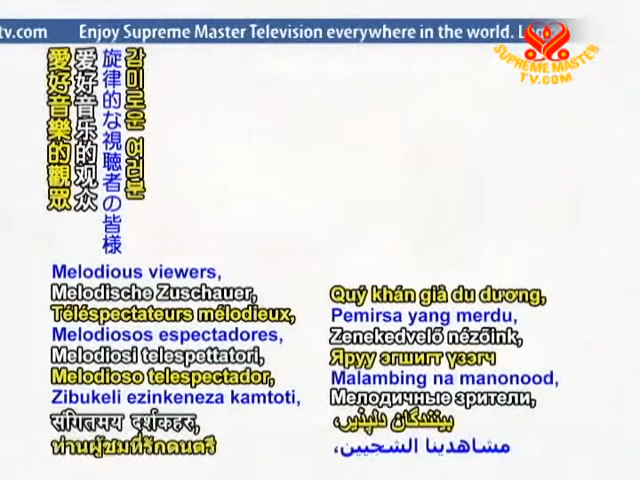 tv.com Enjoy Supreme Master Television everywhere in the world.
SUPREME MASTER
TV.COM
愛好音樂的觀眾
爱好音乐的观众
旋律的な視聴者の皆様
감미로운 여러분
Melodious viewers,
Melodische Zuschauer,
Téléspectateurs mélodieux,
Melodiosos espectadores,
Melodiosi telespettatori,
Melodioso telespectador,
Zibukeli ezinkeneza kamtoti,
संगितमय दर्शकहरु,
ท่านผู้ชมที่รักดนตรี
Quý khán giả du dương,
Pemirsa yang merdu,
Zenekedvelő nézőink,
Яруу эгшигт үзэгч
Malambing na manonood,
Мелодичные зрители,
بینندگان دلپذیر،
مشاهدينا الشجيين،